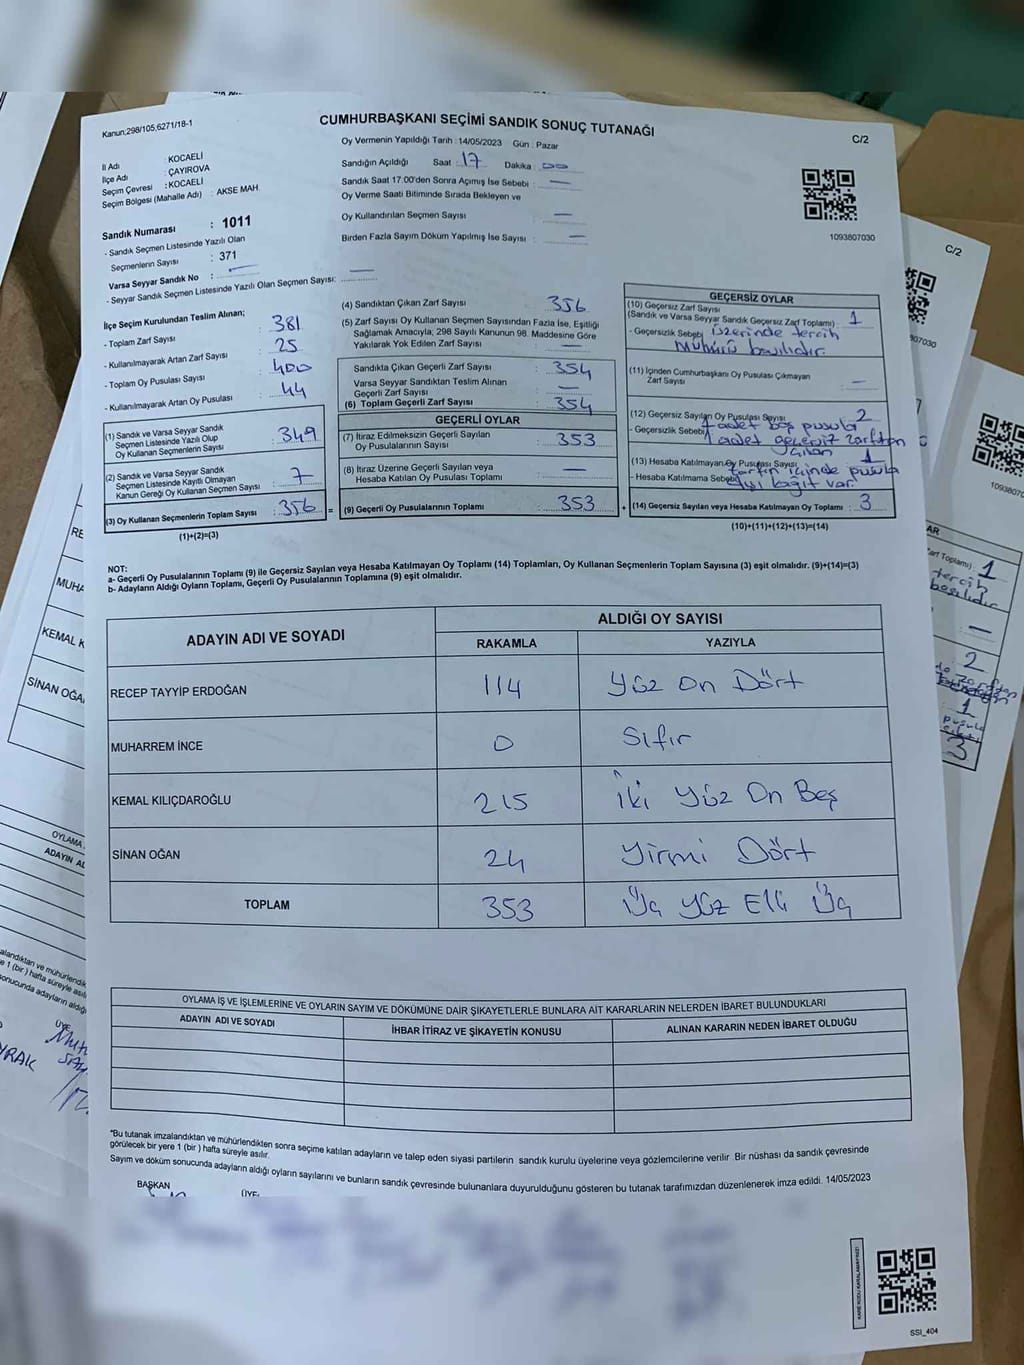 Kanun;298/105,6271/18-1
CUMHURBAŞKANI SEÇİMİ SANDIK SONUÇ TUTANAĞI
C/2
Oy Vermenin Yapıldığı Tarih : 14/05/2023 Gün : Pazar
İl Adı : KOCAELİ
İlçe Adı : ÇAYIROVA
Seçim Çevresi : KOCAELİ
Seçim Bölgesi (Mahalle Adı) : AKSE MAH.
Sandık Numarası : 1011
- Sandık Seçmen Listesinde Yazılı Olan
Seçmenlerin Sayısı : 371
Varsa Seyyar Sandık No : —
- Seyyar Sandık Seçmen Listesinde Yazılı Olan Seçmen Sayısı: —
Sandığın Açıldığı Saat : 17 Dakika : 00
Sandık Saat 17:00'den Sonra Açımış İse Sebebi : —
Oy Verme Saati Bitiminde Sırada Bekleyen ve
Oy Kullandırılan Seçmen Sayısı : —
Birden Fazla Sayım Döküm Yapılmış İse Sayısı : —
1093807030
İlçe Seçim Kurulundan Teslim Alınan;
- Toplam Zarf Sayısı : 381
- Kullanılmayarak Artan Zarf Sayısı : 25
- Toplam Oy Pusulası Sayısı : 400
- Kullanılmayarak Artan Oy Pusulası : 44
(1) Sandık ve Varsa Seyyar Sandık
Seçmen Listesinde Yazılı Olup
Oy Kullanan Seçmenlerin Sayısı : 349
(2) Sandık ve Varsa Seyyar Sandık
Seçmen Listesinde Kayıtlı Olmayan
Kanun Gereği Oy Kullanan Seçmen Sayısı : 7
(3) Oy Kullanan Seçmenlerin Toplam Sayısı : 356 =
(1)+(2)=(3)
(4) Sandıktan Çıkan Zarf Sayısı : 356
(5) Zarf Sayısı Oy Kullanan Seçmen Sayısından Fazla İse, Eşitliği
Sağlamak Amacıyla; 298 Sayılı Kanunun 98. Maddesine Göre
Yakılarak Yok Edilen Zarf Sayısı : —
Sandıkta Çıkan Geçerli Zarf Sayısı : 354
Varsa Seyyar Sandıktan Teslim Alınan
Geçerli Zarf Sayısı : —
(6) Toplam Geçerli Zarf Sayısı : 354
GEÇERLİ OYLAR
(7) İtiraz Edilmeksizin Geçerli Sayılan
Oy Pusulalarının Sayısı : 353
(8) İtiraz Üzerine Geçerli Sayılan veya
Hesaba Katılan Oy Pusulası Toplamı : —
(9) Geçerli Oy Pusulalarının Toplamı : 353 +
GEÇERSİZ OYLAR
(10) Geçersiz Zarf Sayısı
(Sandık ve Varsa Seyyar Sandık Geçersiz Zarf Toplamı) : 1
- Geçersizlik Sebebi : Üzerinde tercih
Mühürü basılıdır.
(11) İçinden Cumhurbaşkanı Oy Pusulası Çıkmayan
Zarf Sayısı : —
(12) Geçersiz Sayılan Oy Pusulası Sayısı : 2
- Geçersizlik Sebebi : 1 adet boş pusula
1 adet geçersiz zarftan
çıkan
(13) Hesaba Katılmayan Oy Pusulası Sayısı : 1
- Hesaba Katılmama Sebebi : Zarfın içinde pusula
dışı kağıt var
(14) Geçersiz Sayılan veya Hesaba Katılmayan Oy Toplamı : 3
(10)+(11)+(12)+(13)=(14)
NOT:
a- Geçerli Oy Pusulalarının Toplamı (9) ile Geçersiz Sayılan veya Hesaba Katılmayan Oy Toplamı (14) Toplamları, Oy Kullanan Seçmenlerin Toplam Sayısına (3) eşit olmalıdır. (9)+(14)=(3)
b- Adayların Aldığı Oyların Toplamı, Geçerli Oy Pusulalarının Toplamına (9) eşit olmalıdır.
ADAYIN ADI VE SOYADI
ALDIĞI OY SAYISI
RAKAMLA YAZIYLA
RECEP TAYYİP ERDOĞAN 114 Yüz On Dört
MUHARREM İNCE 0 Sıfır
KEMAL KILIÇDAROĞLU 215 İki Yüz On Beş
SİNAN OĞAN 24 Yirmi Dört
TOPLAM 353 Üç Yüz Elli Üç
OYLAMA İŞ VE İŞLEMLERİNE VE OYLARIN SAYIM VE DÖKÜMÜNE DAİR ŞİKAYETLERLE BUNLARA AİT KARARLARIN NELERDEN İBARET BULUNDUKLARI
ADAYIN ADI VE SOYADI İHBAR İTİRAZ VE ŞİKAYETİN KONUSU ALINAN KARARIN NEDEN İBARET OLDUĞU
"Bu tutanak imzalandıktan ve mühürlendikten sonra seçime katılan adayların ve talep eden siyasi partilerin sandık kurulu üyelerine veya gözlemcilerine verilir .Bir nüshası da sandık çevresinde
görülecek bir yere 1 (bir ) hafta süreyle asılır.
Sayım ve döküm sonucunda adayların aldığı oyların sayılarını ve bunların sandık çevresinde bulunanlara duyurulduğunu gösteren bu tutanak tarafımızdan düzenlenerek imza edildi. 14/05/2023
BAŞKAN ÜYE
KARE KODU KARALAMAYINIZ!
SSİ_404
C/2
1
tercih
basılıdır
—
2
1
pusula
3
MUHA
KEMAL K
SİNAN OĞA
OYLAMA
ADAYIN AD
ÜYE